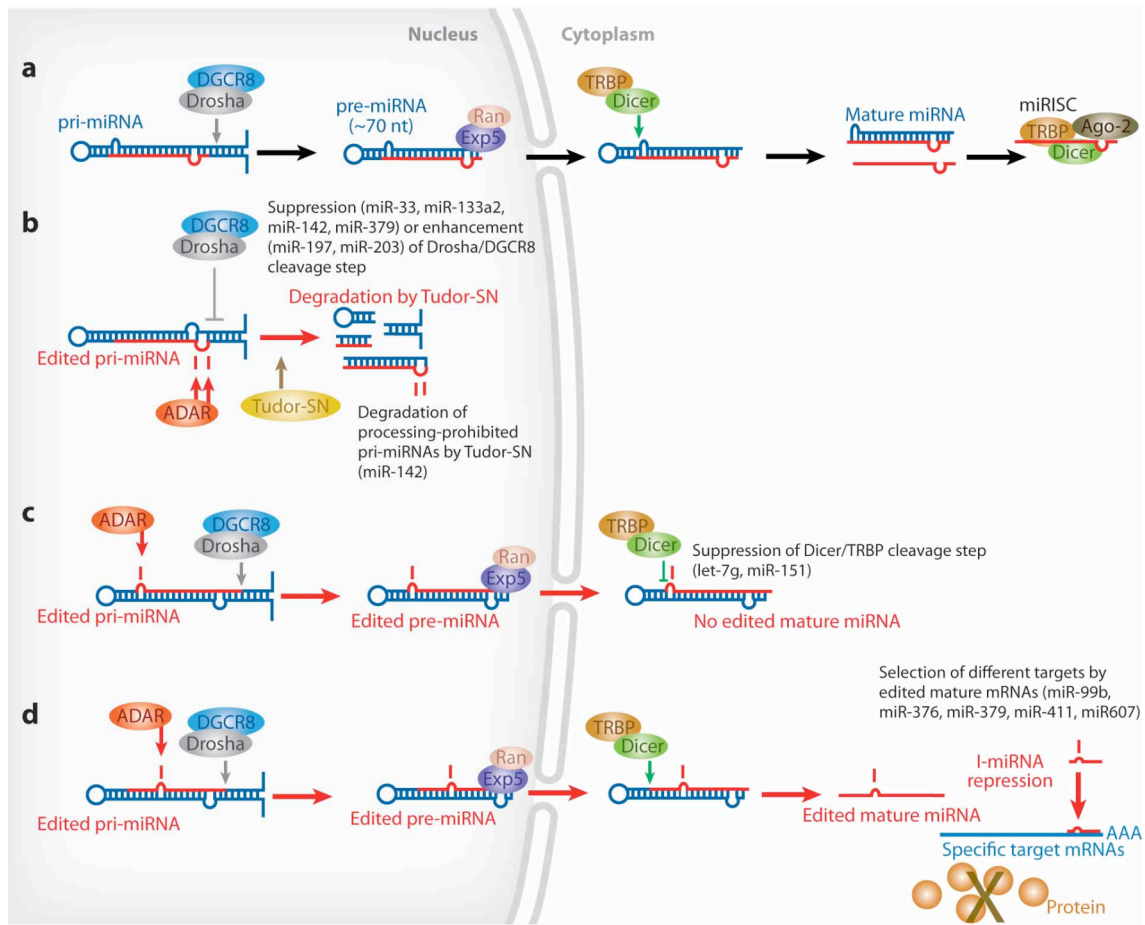 Nucleus
Cytoplasm
a
DGCR8
Drosha
pri-miRNA
pre-miRNA
(~70 nt)
Ran
Exp5
TRBP
Dicer
Mature miRNA
miRISC
TRBP
Ago-2
Dicer
b
DGCR8
Drosha
Suppression (miR-33, miR-133a2,
miR-142, miR-379) or enhancement
(miR-197, miR-203) of Drosha/DGCR8
cleavage step
Degradation by Tudor-SN
Edited pri-miRNA
I I
ADAR
Tudor-SN
I I
Degradation of
processing-prohibited
pri-miRNAs by Tudor-SN
(miR-142)
c
ADAR
I
DGCR8
Drosha
Edited pri-miRNA
I
Ran
Exp5
Edited pre-miRNA
TRBP
Dicer
I
Suppression of Dicer/TRBP cleavage step
(let-7g, miR-151)
No edited mature miRNA
d
ADAR
I
DGCR8
Drosha
Edited pri-miRNA
I
Ran
Exp5
Edited pre-miRNA
TRBP
Dicer
I
I
Edited mature miRNA
Selection of different targets by
edited mature mRNAs (miR-99b,
miR-376, miR-379, miR-411, miR607)
I
I-miRNA
repression
AAA
Specific target mRNAs
X
Protein